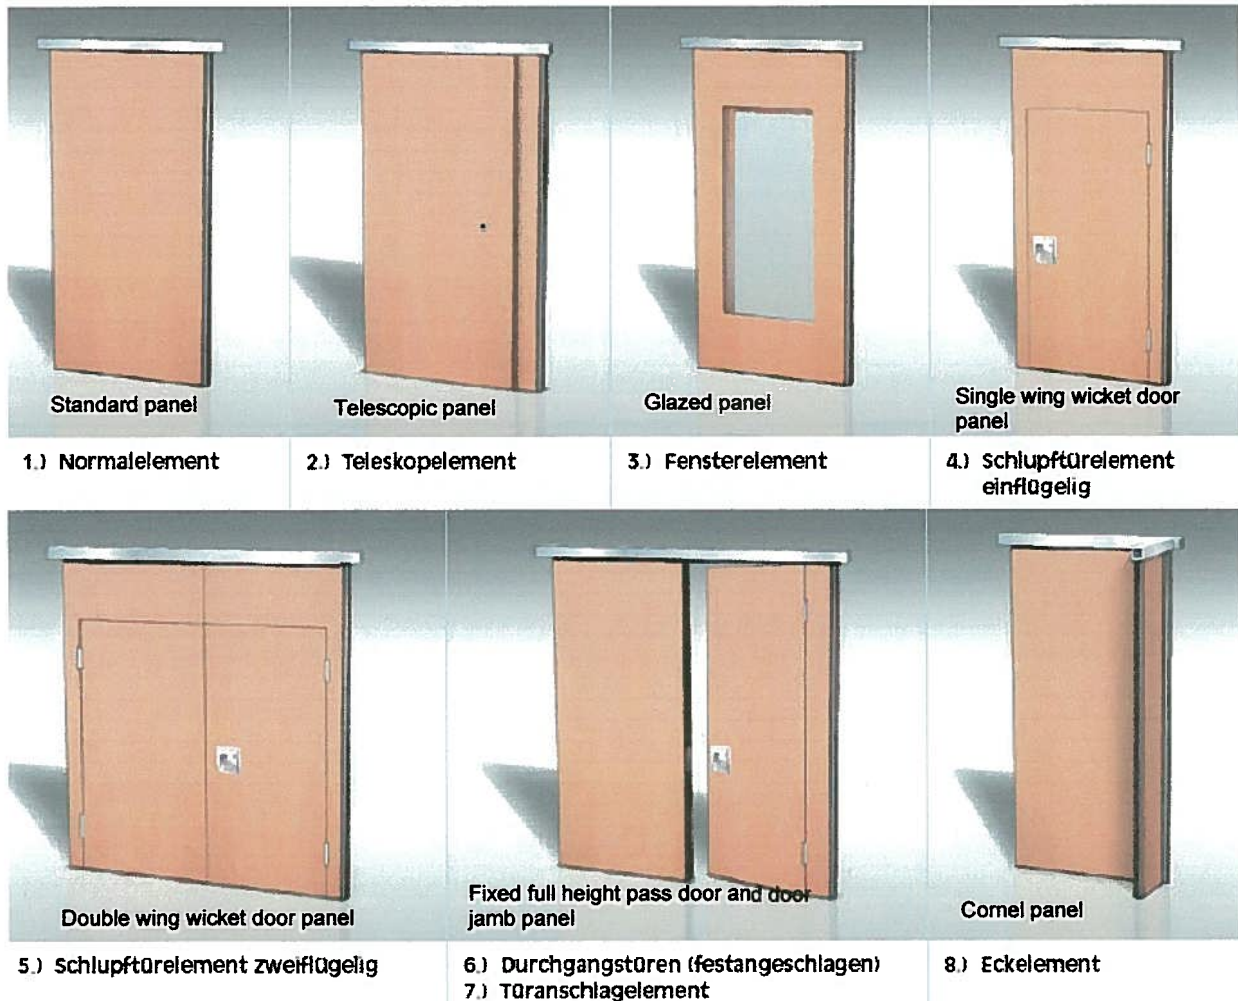 Standard panel
Telescopic panel
Glazed panel
Single wing wicket door
panel
1.) Normalelement
2.) Teleskopelement
3.) Fensterelement
4.) Schlupftürelement
einflügelig
Double wing wicket door panel
Fixed full height pass door and door
jamb panel
Cornel panel
5.) Schlupftürelement zweiflügelig
6.) Durchgangstüren (festangeschlagen)
7.) Türanschlagelement
8.) Eckelement